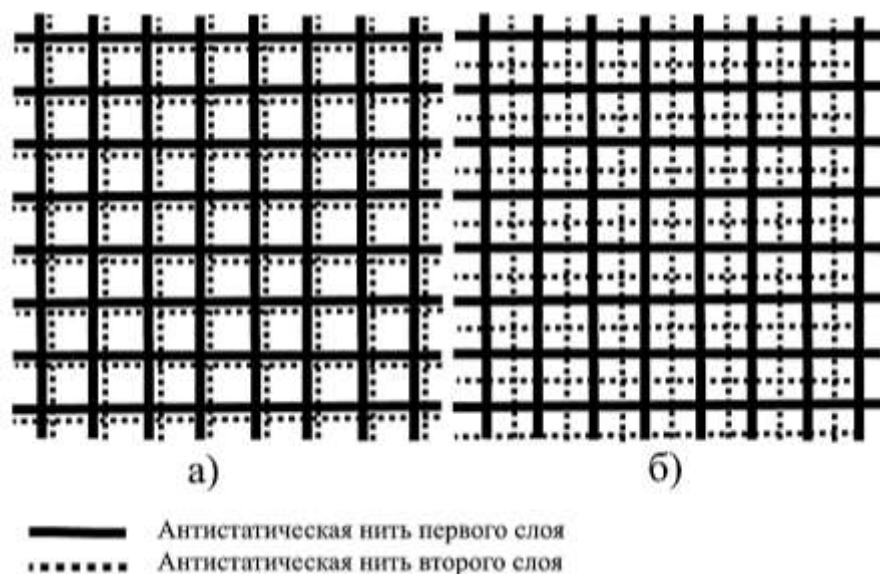 а) б)
Антистатическая нить первого слоя
Антистатическая нить второго слоя